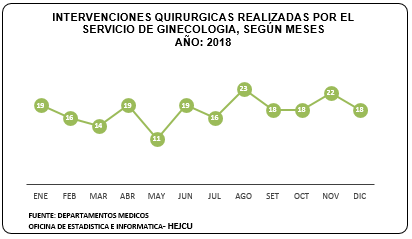 INTERVENCIONES QUIRURGICAS REALIZADAS POR EL
SERVICIO DE GINECOLOGIA, SEGÚN MESES
AÑO: 2018
19 16 14 19 11 19 16 23 18 18 22 18
ENE FEB MAR ABR MAY JUN JUL AGO SET OCT NOV DIC
FUENTE: DEPARTAMENTOS MEDICOS
OFICINA DE ESTADISTICA E INFORMATICA- HEJCU